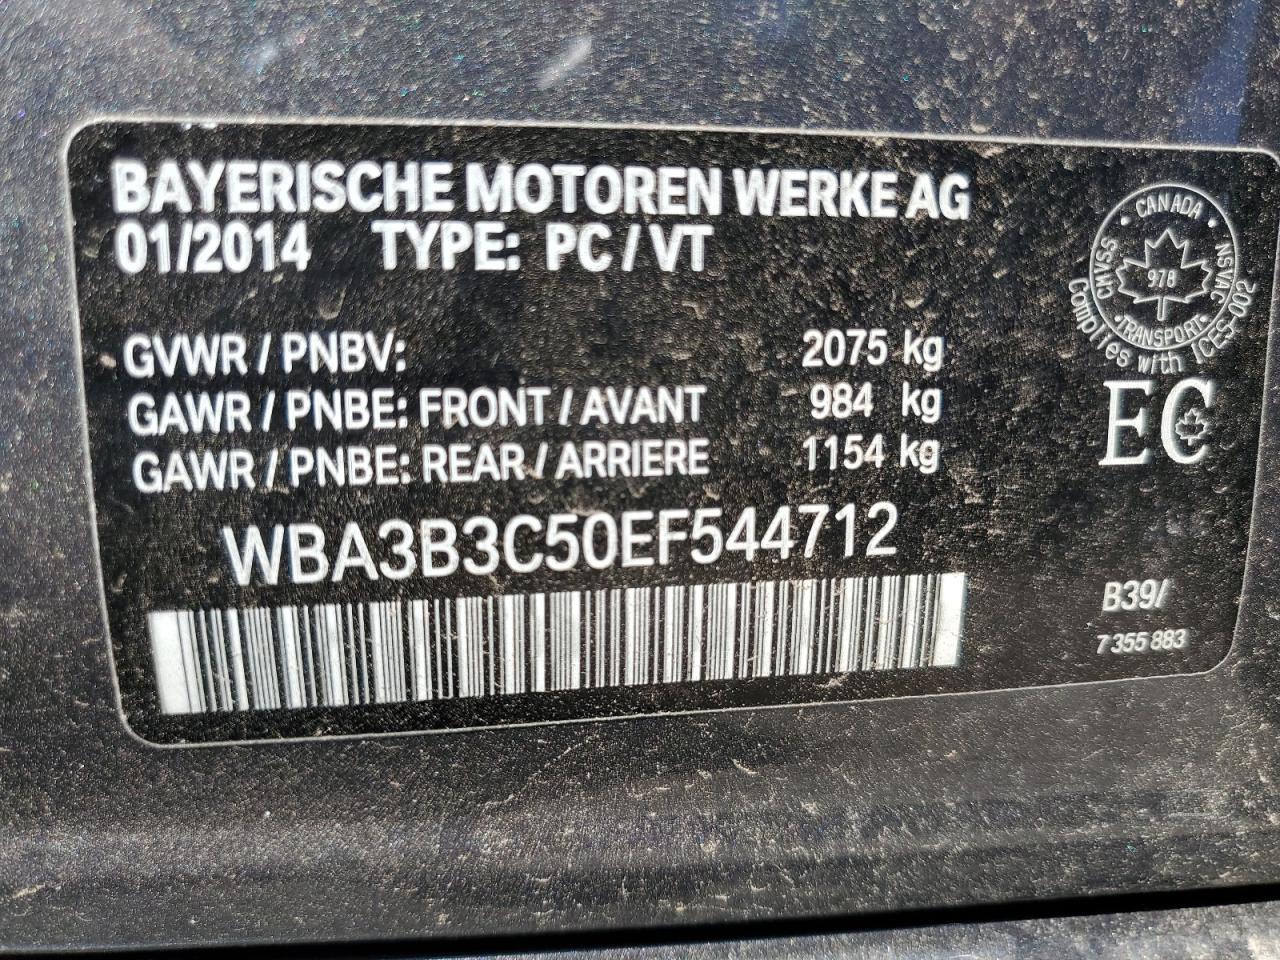 BAYERISCHE MOTOREN WERKE AG
01/2014 TYPE: PC / VT
GVWR / PNBV: 2075 kg
GAWR / PNBE: FRONT / AVANT 984 kg
GAWR / PNBE: REAR / ARRIERE 1154 kg
WBA3B3C50EF544712
CANADA
CMVSS
NSVAC
978
TRANSPORT
Complies with ICES-002
EC
B39/
7 355 883